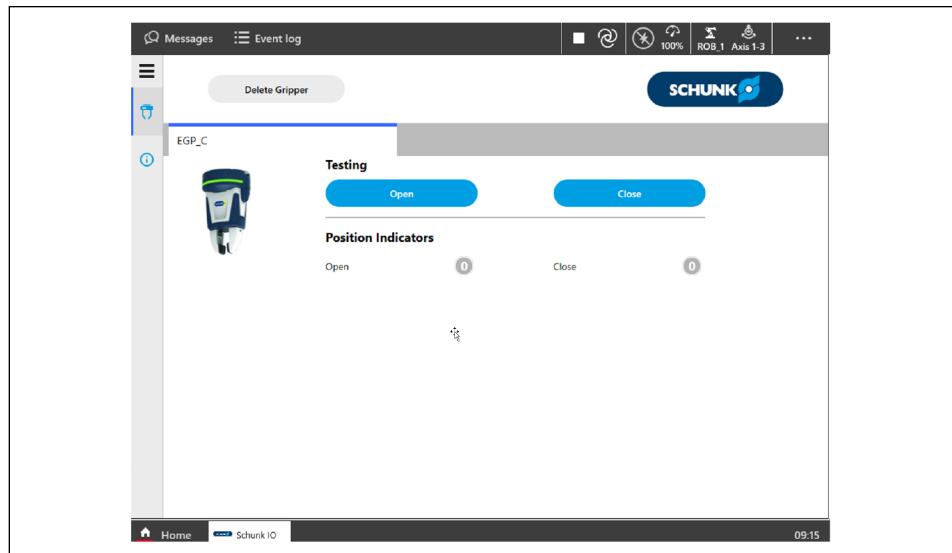 Messages Event log 100% ROB_1 Axis 1-3 ...
Delete Gripper SCHUNK
EGP_C
Testing
Open Close
Position Indicators
Open 0 Close 0
Home Schunk IO 09:15